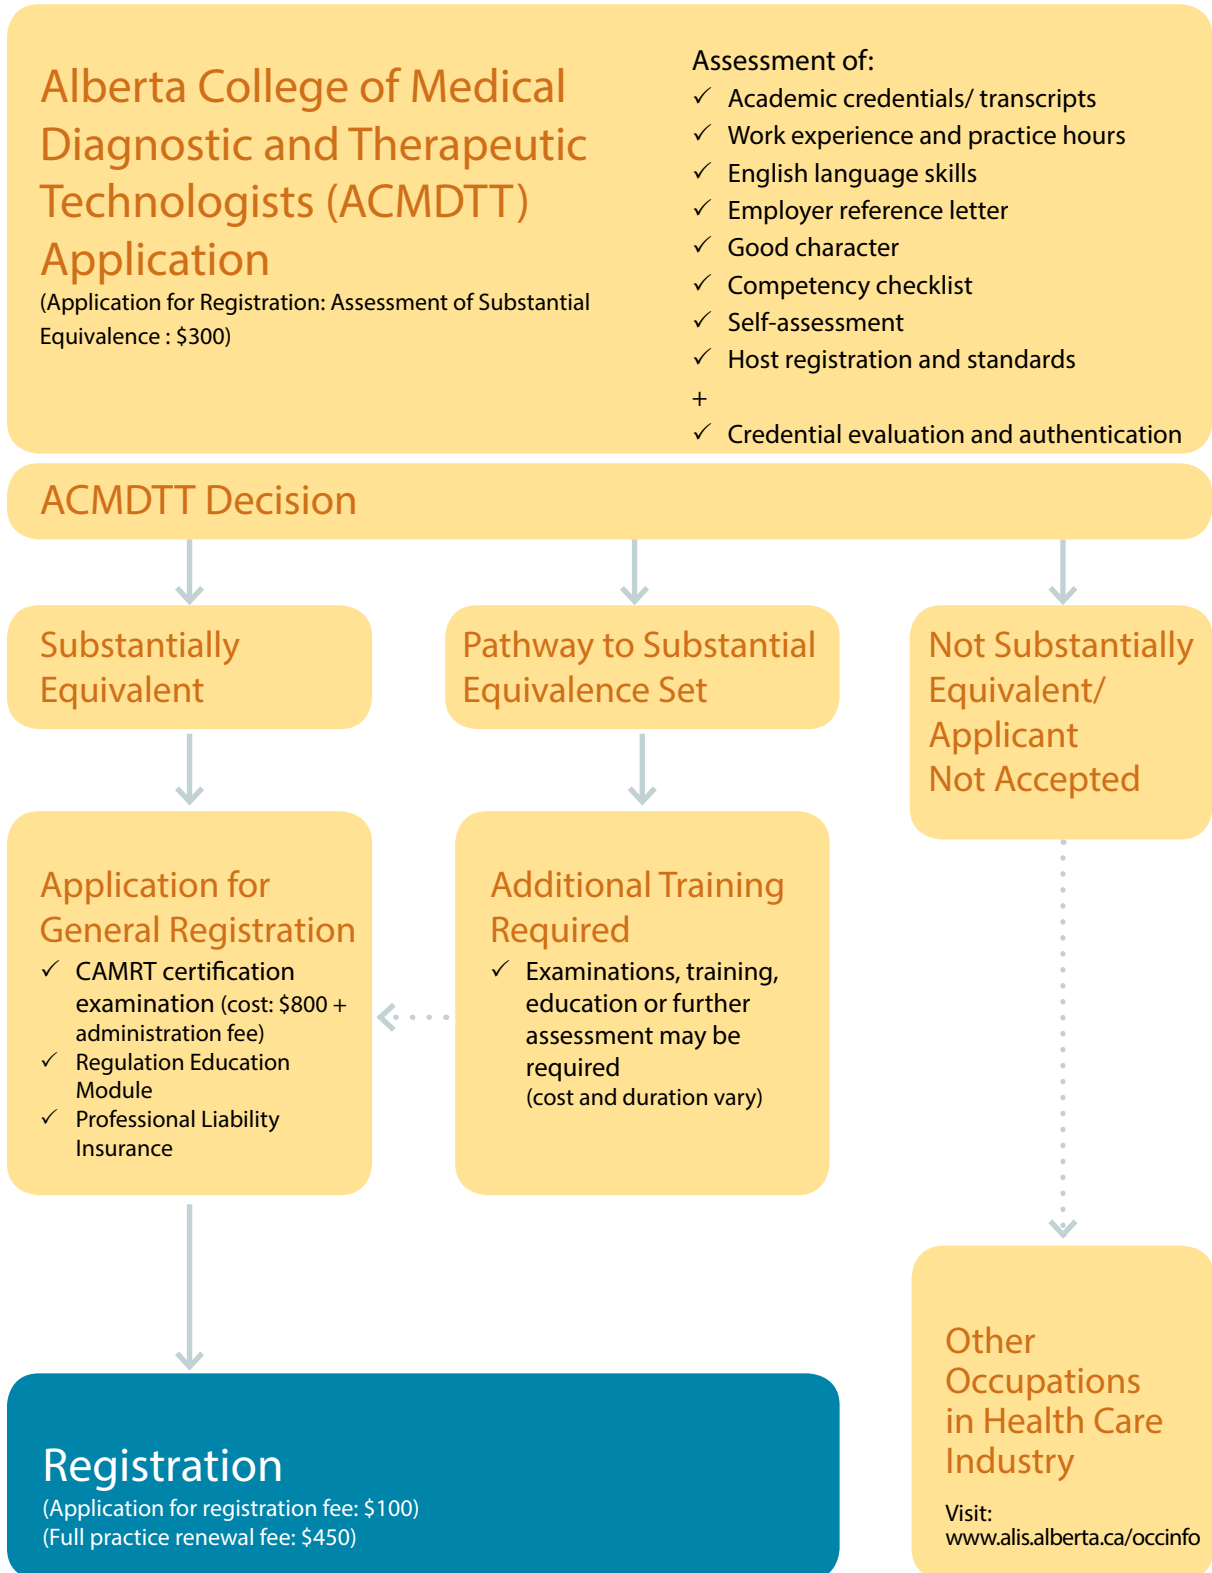 Alberta College of Medical
Diagnostic and Therapeutic
Technologists (ACMDTT)
Application
(Application for Registration: Assessment of Substantial
Equivalence : $300)
Assessment of:
✓ Academic credentials/ transcripts
✓ Work experience and practice hours
✓ English language skills
✓ Employer reference letter
✓ Good character
✓ Competency checklist
✓ Self-assessment
✓ Host registration and standards
+
✓ Credential evaluation and authentication
ACMDTT Decision
Substantially
Equivalent
Pathway to Substantial
Equivalence Set
Not Substantially
Equivalent/
Applicant
Not Accepted
Application for
General Registration
✓ CAMRT certification
examination (cost: $800 +
administration fee)
✓ Regulation Education
Module
✓ Professional Liability
Insurance
Additional Training
Required
✓ Examinations, training,
education or further
assessment may be
required
(cost and duration vary)
Registration
(Application for registration fee: $100)
(Full practice renewal fee: $450)
Other
Occupations
in Health Care
Industry
Visit:
www.alis.alberta.ca/occinfo